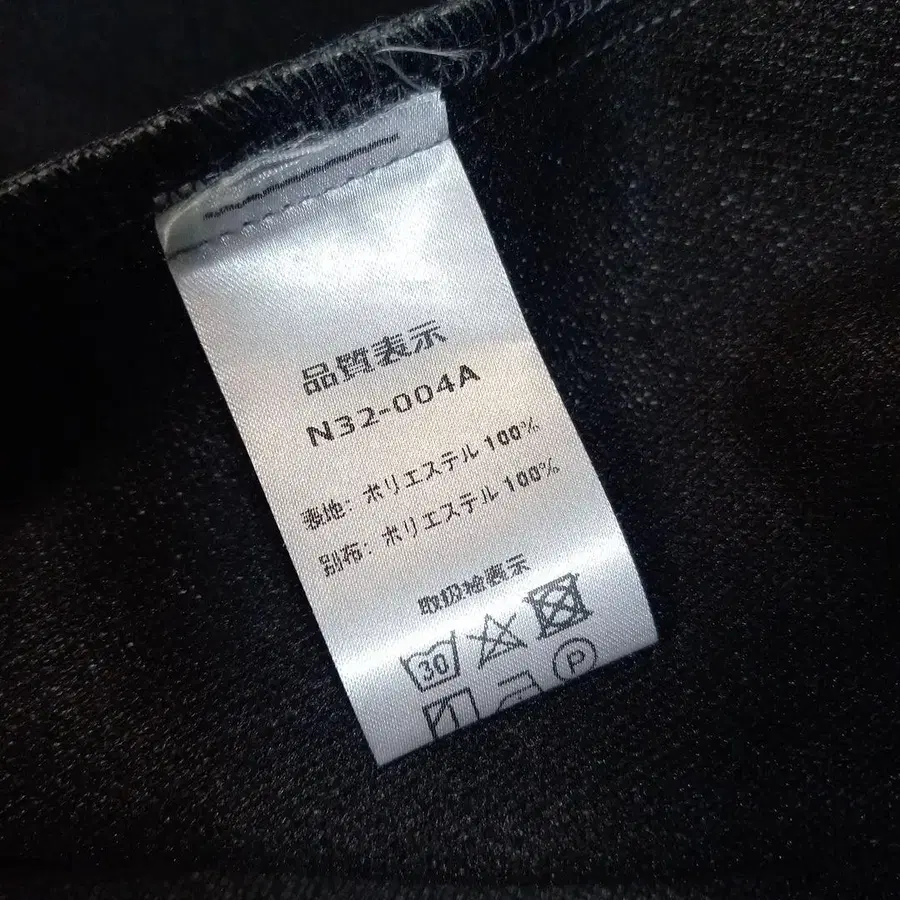 品質表示
N32-004A
表地: ポリエステル 100%
別布: ポリエステル 100%
取扱絵表示
30
P